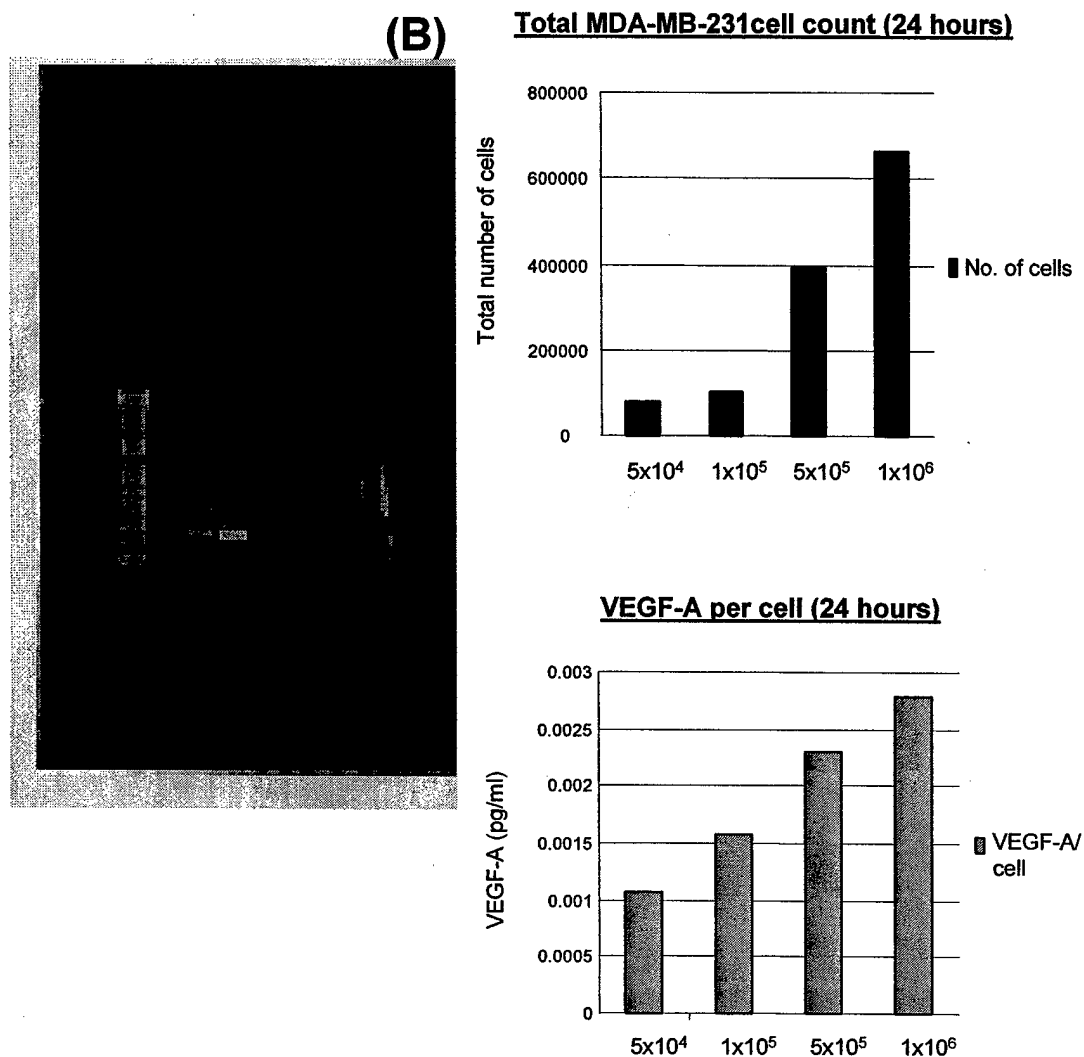 (B)
Total MDA-MB-231cell count (24 hours)
Total number of cells
800000
600000
400000
200000
0
5x10⁴ 1x10⁵ 5x10⁵ 1x10⁶
No. of cells
VEGF-A per cell (24 hours)
VEGF-A (pg/ml)
0.003
0.0025
0.002
0.0015
0.001
0.0005
0
5x10⁴ 1x10⁵ 5x10⁵ 1x10⁶
VEGF-A/
cell